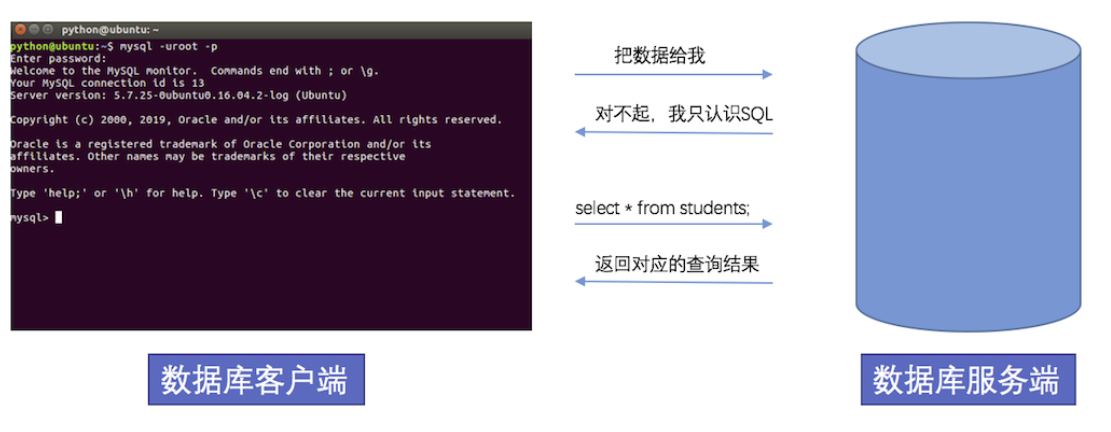 python@ubuntu: ~
python@ubuntu:~$ mysql -uroot -p
Enter password:
Welcome to the MySQL monitor.  Commands end with ; or \g.
Your MySQL connection id is 13
Server version: 5.7.25-0ubuntu0.16.04.2-log (Ubuntu)
Copyright (c) 2000, 2019, Oracle and/or its affiliates. All rights reserved.
Oracle is a registered trademark of Oracle Corporation and/or its
affiliates. Other names may be trademarks of their respective
owners.
Type 'help;' or '\h' for help. Type '\c' to clear the current input statement.
mysql>
把数据给我
对不起，我只认识SQL
select * from students;
返回对应的查询结果
数据库客户端
数据库服务端